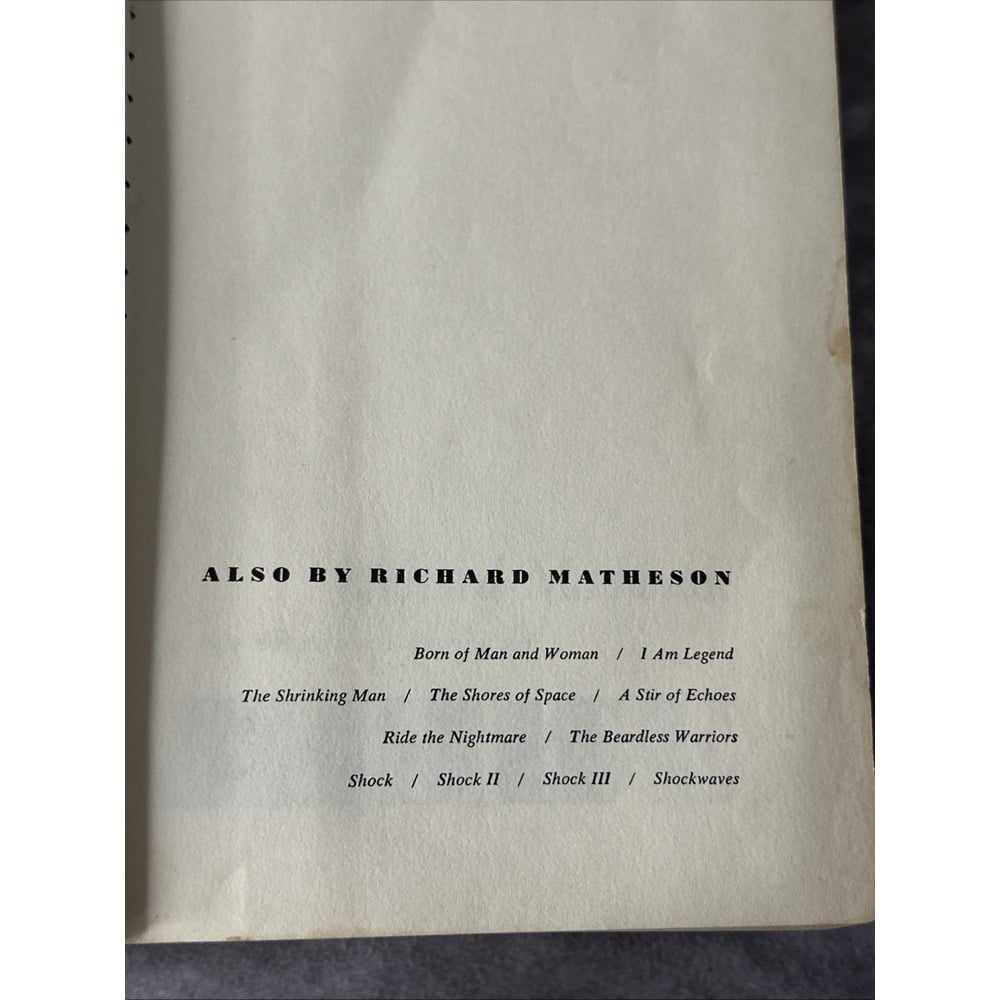 ALSO BY RICHARD MATHESON
Born of Man and Woman / I Am Legend
The Shrinking Man / The Shores of Space / A Stir of Echoes
Ride the Nightmare / The Beardless Warriors
Shock / Shock II / Shock III / Shockwaves